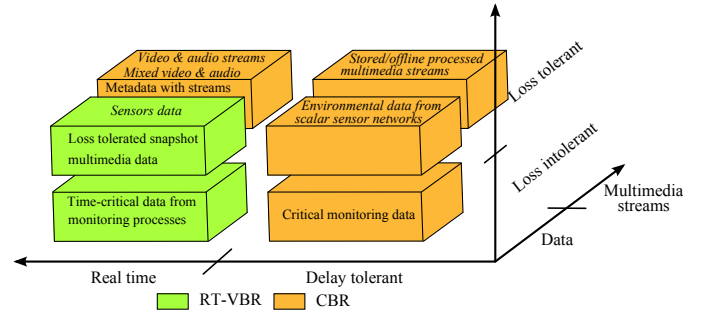 Video & audio streams
Mixed video & audio
Metadata with streams
Stored/offline processed
multimedia streams
Sensors data
Loss tolerated snapshot
multimedia data
Environmental data from
scalar sensor networks
Time-critical data from
monitoring processes
Critical monitoring data
Loss tolerant
Loss intolerant
Multimedia
streams
Data
Real time
Delay tolerant
RT-VBR
CBR